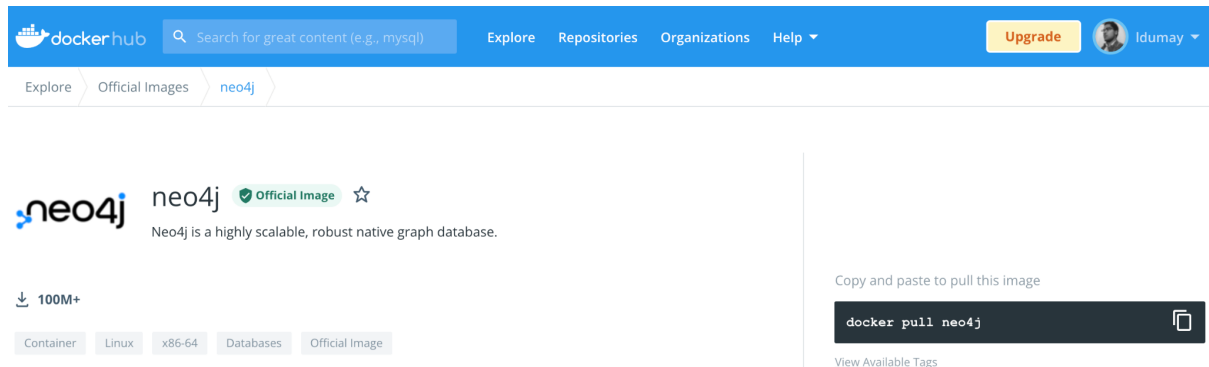 dockerhub Search for great content (e.g., mysql) Explore Repositories Organizations Help Upgrade ldumay
Explore Official Images neo4j
neo4j neo4j Official Image
Neo4j is a highly scalable, robust native graph database.
Copy and paste to pull this image
100M+
docker pull neo4j
Container Linux x86-64 Databases Official Image
View Available Tags